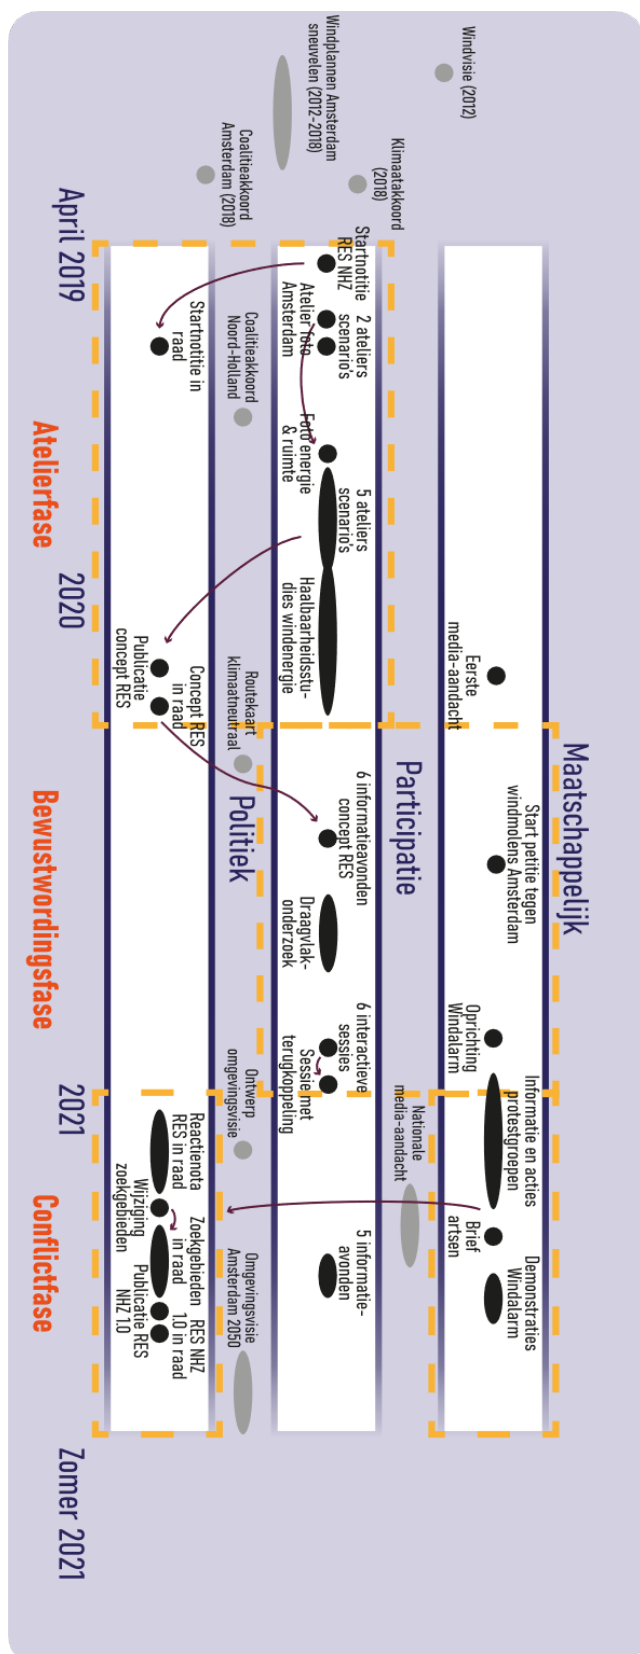 Windvisie (2012)
Windplannen Amsterdam
sneuvelen (2012-2018)
Klimaatakkoord
(2018)
Coalitieakkoord
Amsterdam (2018)
Maatschappelijk
Eerste
media-aandacht
Start petitie tegen
windmolens Amsterdam
Oprichting
Windalarm
Informatie en acties
protestgroepen
Brief
artsen
Demonstraties
Windalarm
Nationale
media-aandacht
Participatie
Startnotitie
RES NHZ
2 ateliers
scenario's
Atelier foto
Amsterdam
Foto energie
& ruimte
5 ateliers
scenario's
Haalbaarheidsstu-
dies windenergie
6 informatieavonden
concept RES
Draagvlak-
onderzoek
6 interactieve
sessies
Sessie met
terugkoppeling
5 informatie-
avonden
Politiek
Coalitieakkoord
Noord-Holland
Routekaart
klimaatneutraal
Ontwerp
omgevingsvisie
Omgevingsvisie
Amsterdam 2050
Startnotitie in
raad
Concept RES
in raad
Publicatie
concept RES
Reactienota
RES in raad
Wijziging
zoekgebieden
Zoekgebieden
in raad
RES NHZ
1.0 in raad
Publicatie RES
NHZ 1.0
April 2019
2020
2021
Zomer 2021
Atelierfase
Bewustwordingsfase
Conflictfase